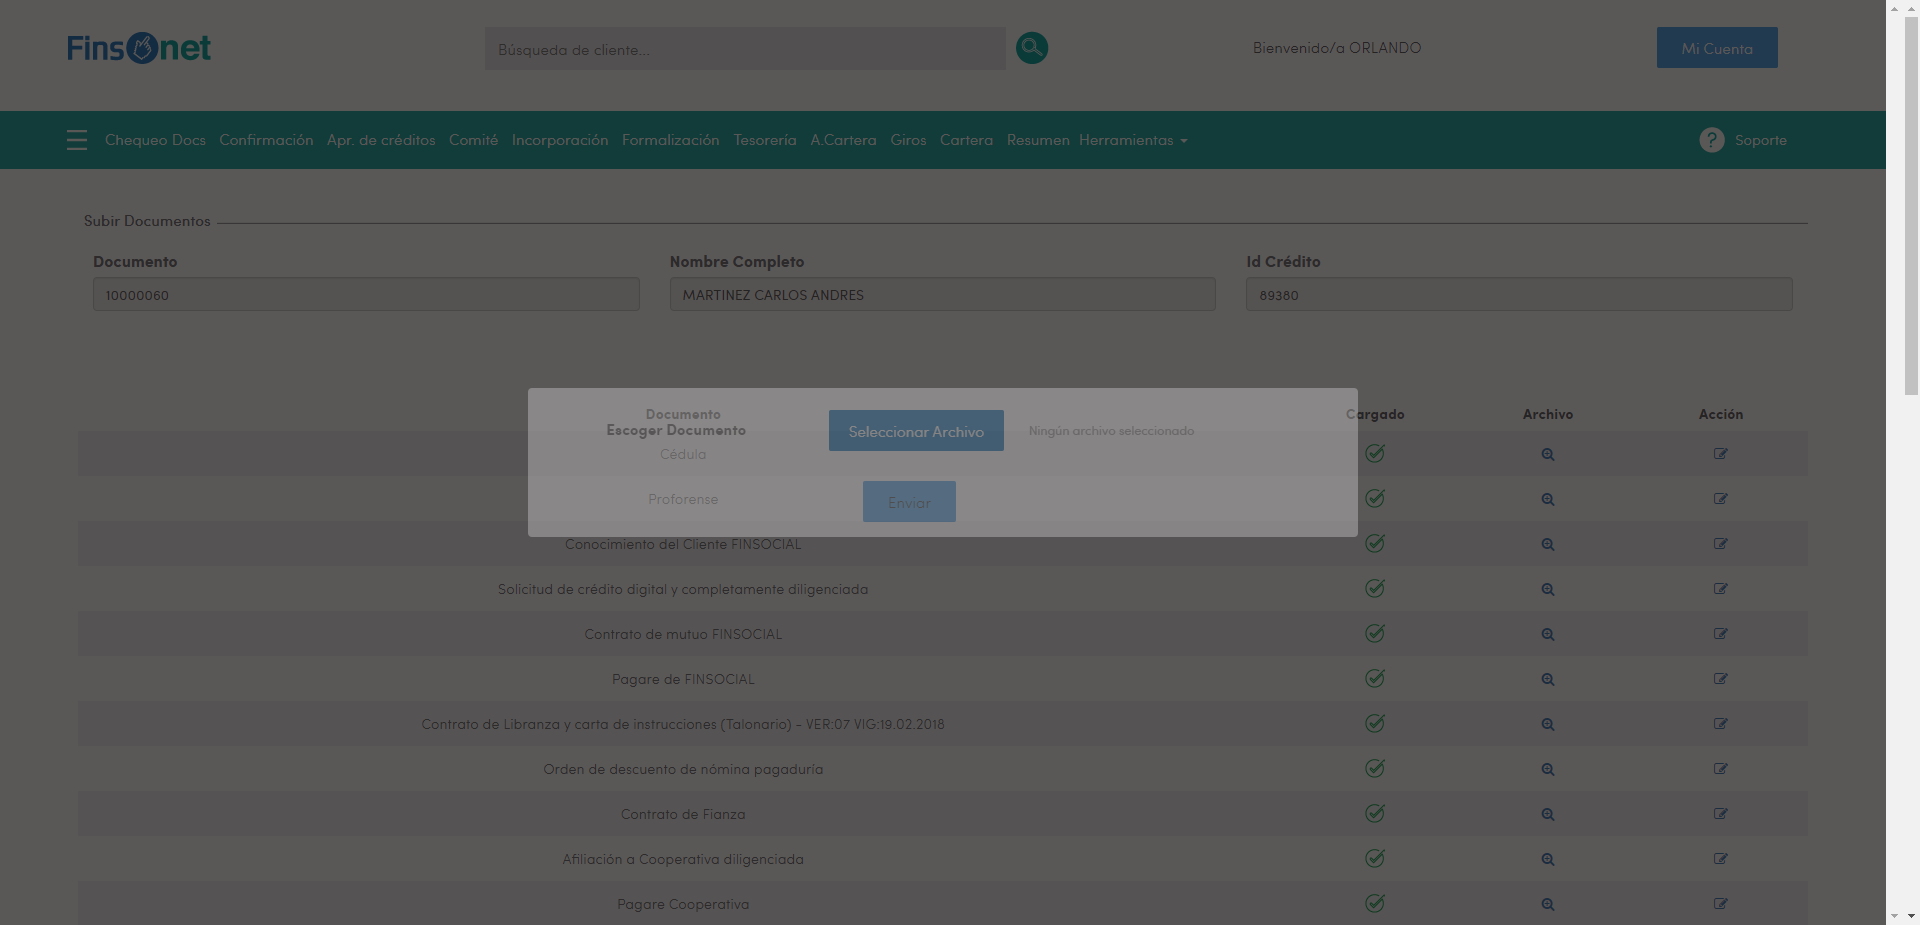 Finsonet
Búsqueda de cliente...
Bienvenido/a ORLANDO
Mi Cuenta
Chequeo Docs Confirmación Apr. de créditos Comité Incorporación Formalización Tesorería A.Cartera Giros Cartera Resumen Herramientas
? Soporte
Subir Documentos
Documento Nombre Completo Id Crédito
10000060 MARTINEZ CARLOS ANDRES 89380
Documento Cargado Archivo Acción
Escoger Documento Seleccionar Archivo Ningún archivo seleccionado
Cédula
Proforense
Enviar
Conocimiento del Cliente FINSOCIAL
Solicitud de crédito digital y completamente diligenciada
Contrato de mutuo FINSOCIAL
Pagare de FINSOCIAL
Contrato de Libranza y carta de instrucciones (Talonario) - VER:07 VIG:19.02.2018
Orden de descuento de nómina pagaduría
Contrato de Fianza
Afiliación a Cooperativa diligenciada
Pagare Cooperativa